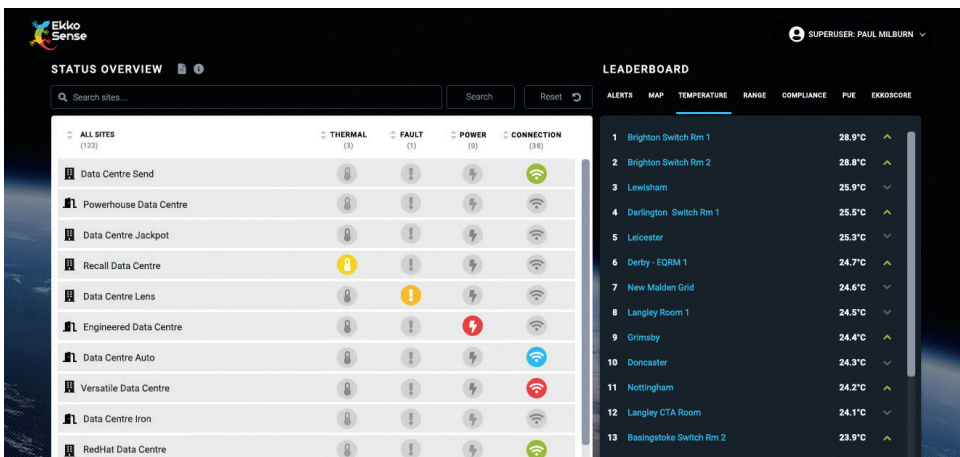 Ekko
Sense
SUPERUSER: PAUL MILBURN
STATUS OVERVIEW
Search sites....
Search
Reset
ALL SITES
(123)
THERMAL
(3)
FAULT
(1)
POWER
(0)
CONNECTION
(38)
Data Centre Send
Powerhouse Data Centre
Data Centre Jackpot
Recall Data Centre
Data Centre Lens
Engineered Data Centre
Data Centre Auto
Versatile Data Centre
Data Centre Iron
RedHat Data Centre
LEADERBOARD
ALERTS MAP TEMPERATURE RANGE COMPLIANCE PUE EKKOSCORE
1 Brighton Switch Rm 1 28.9°C
2 Brighton Switch Rm 2 28.8°C
3 Lewisham 25.9°C
4 Darlington Switch Rm 1 25.5°C
5 Leicester 25.3°C
6 Derby - EQRM 1 24.7°C
7 New Malden Grid 24.6°C
8 Langley Room 1 24.5°C
9 Grimsby 24.4°C
10 Doncaster 24.3°C
11 Nottingham 24.2°C
12 Langley CTA Room 24.1°C
13 Basingstoke Switch Rm 2 23.9°C